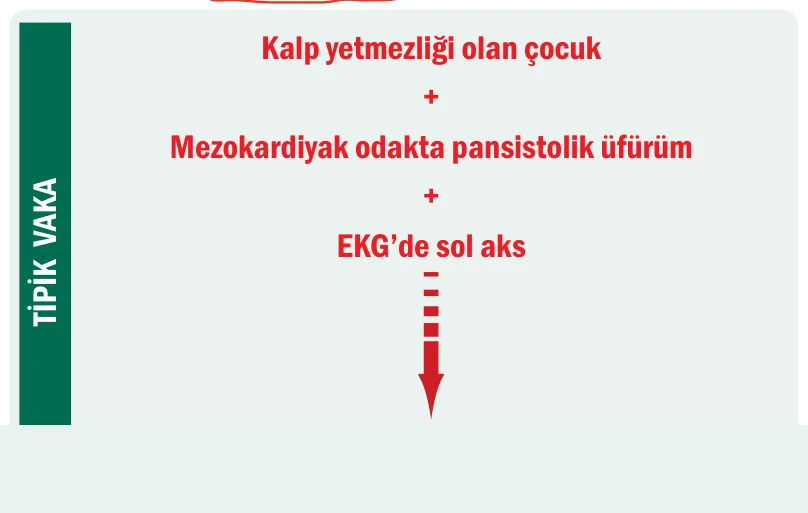 Kalp yetmezliği olan çocuk
+
Mezokardiyak odakta pansistolik üfürüm
+
EKG’de sol aks
TİPİK VAKA